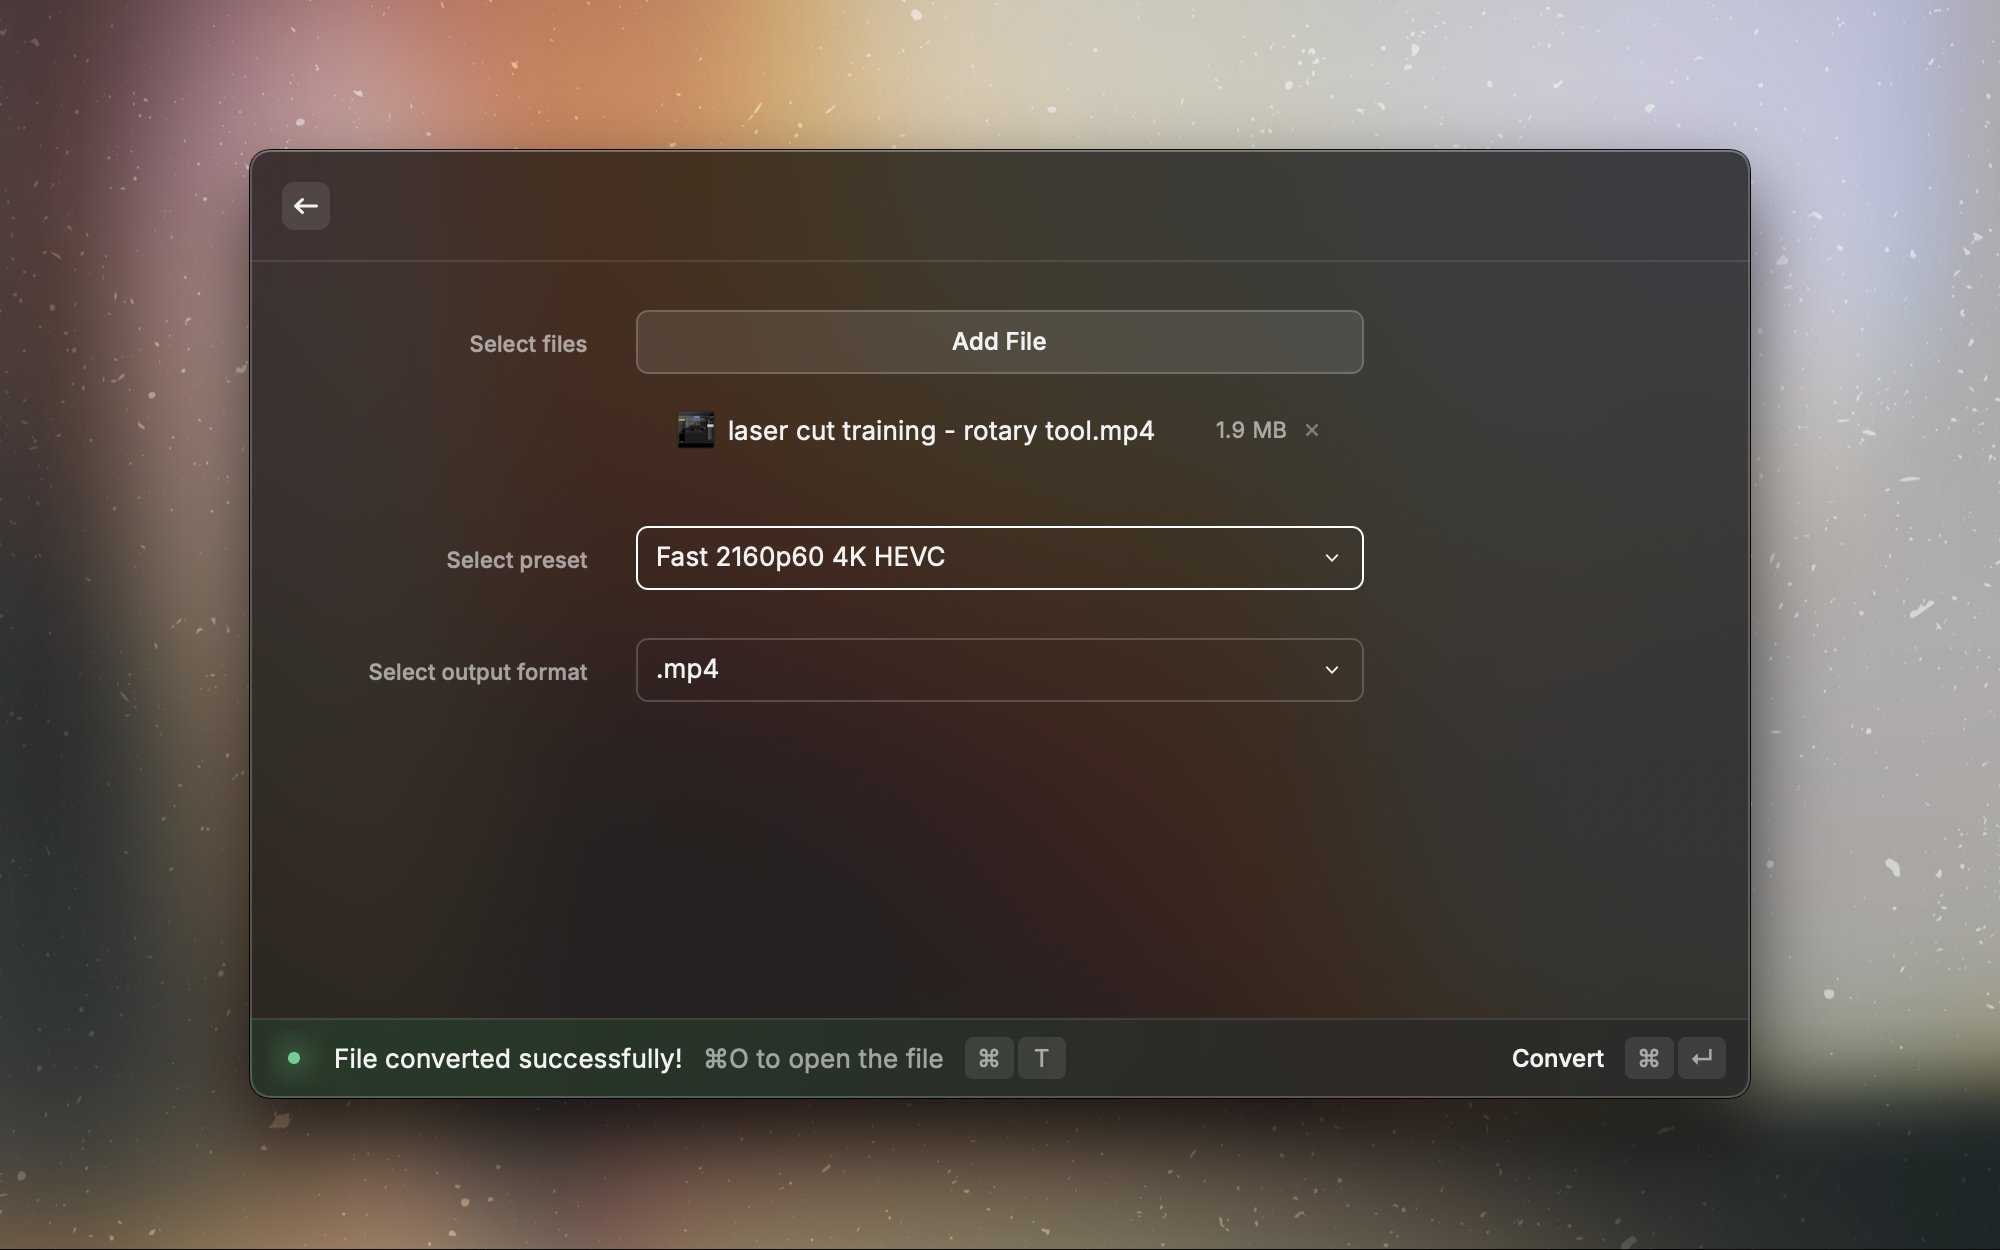 Select files
Add File
laser cut training - rotary tool.mp4 1.9 MB ×
Select preset
Fast 2160p60 4K HEVC
Select output format
.mp4
File converted successfully! ⌘O to open the file ⌘ T
Convert ⌘ ↵